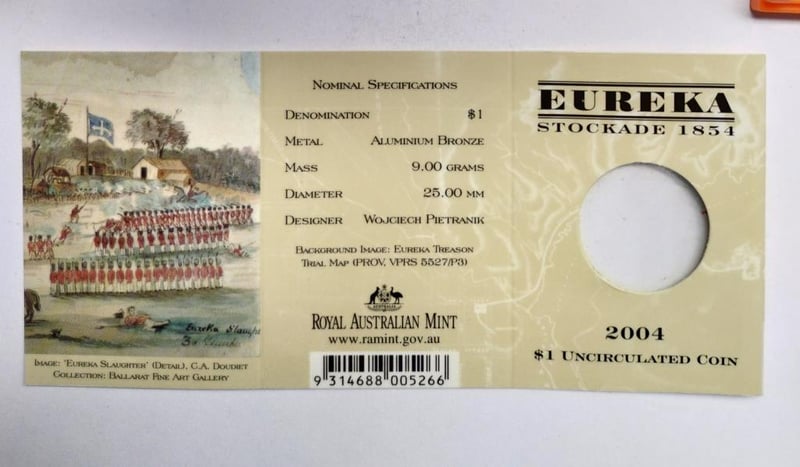 Eureka
IMAGE: 'EUREKA SLAUGHTER' (DETAIL), C.A. DOUDIET
COLLECTION: BALLARAT FINE ART GALLERY
NOMINAL SPECIFICATIONS
DENOMINATION $1
METAL ALUMINIUM BRONZE
MASS 9.00 GRAMS
DIAMETER 25.00 MM
DESIGNER WOJCIECH PIETRANIK
BACKGROUND IMAGE: EUREKA TREASON
TRIAL MAP (PROV, VPRS 5527/P3)
ROYAL AUSTRALIAN MINT
www.ramint.gov.au
9 314688 005266
EUREKA
STOCKADE 1854
2004
$1 UNCIRCULATED COIN